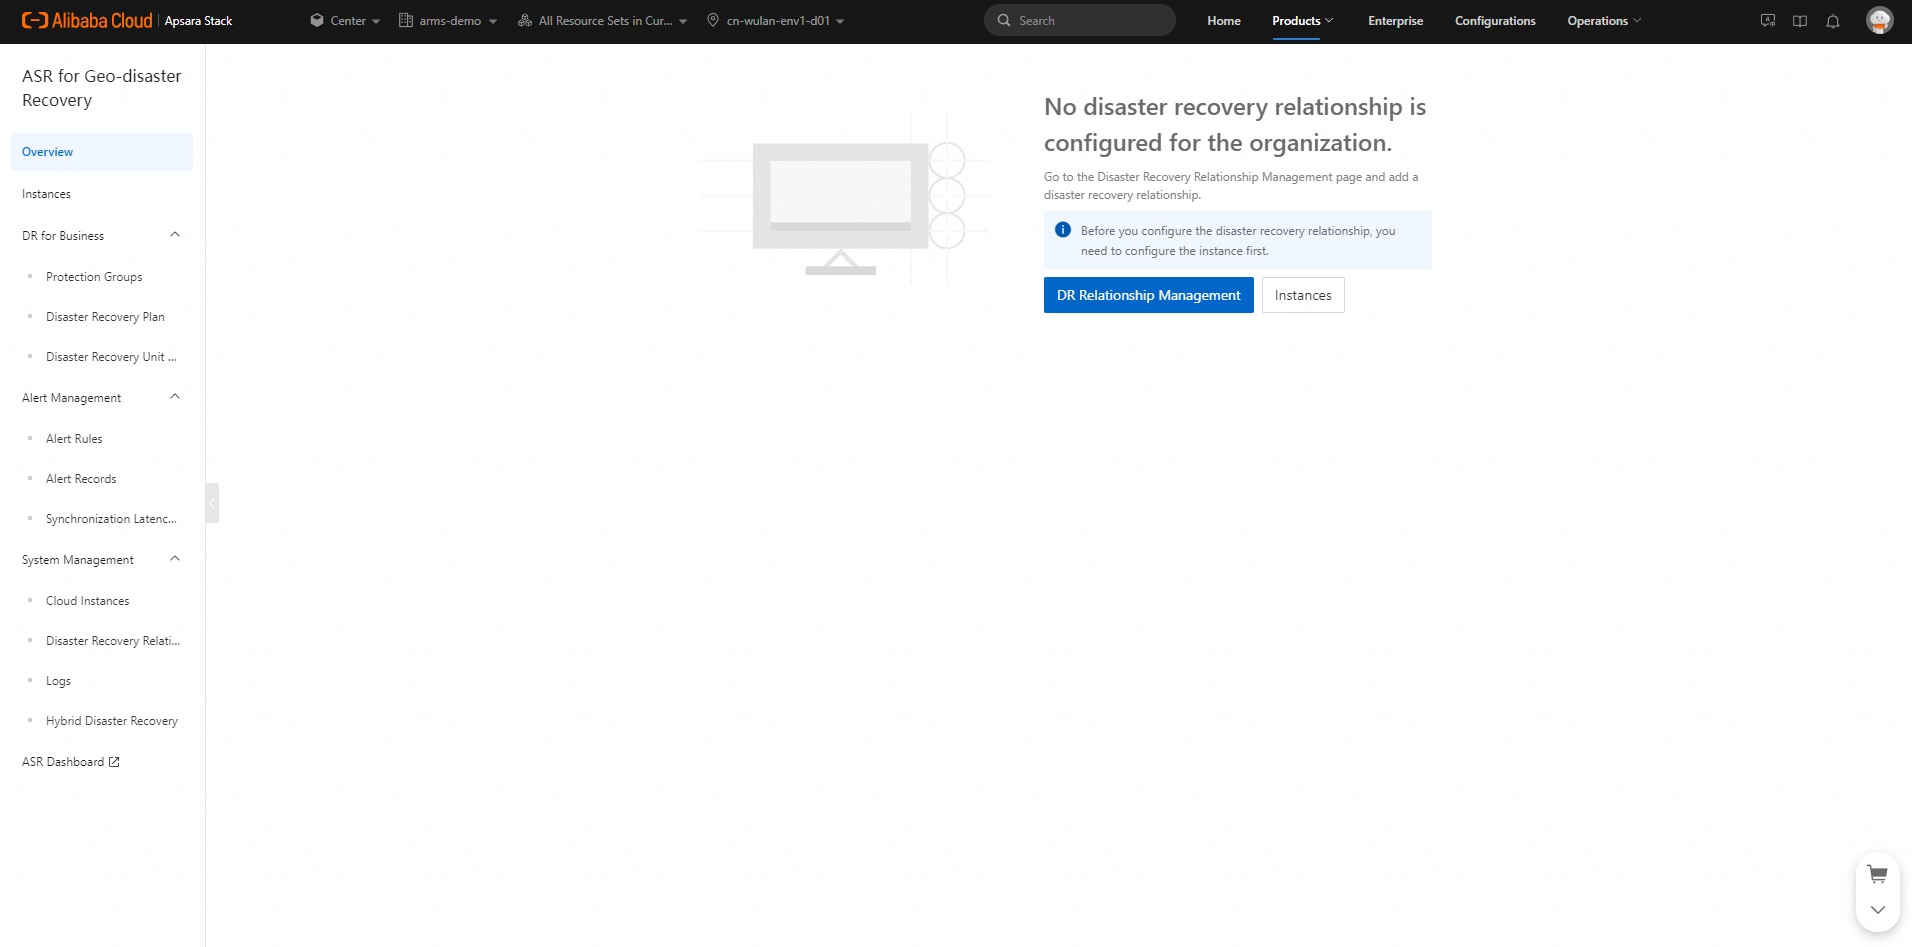 Alibaba Cloud | Apsara Stack
Center
arms-demo
All Resource Sets in Cur...
cn-wulan-env1-d01
Search
Home
Products
Enterprise
Configurations
Operations
ASR for Geo-disaster
Recovery
Overview
Instances
DR for Business
Protection Groups
Disaster Recovery Plan
Disaster Recovery Unit ...
Alert Management
Alert Rules
Alert Records
Synchronization Latenc...
System Management
Cloud Instances
Disaster Recovery Relati...
Logs
Hybrid Disaster Recovery
ASR Dashboard
No disaster recovery relationship is
configured for the organization.
Go to the Disaster Recovery Relationship Management page and add a
disaster recovery relationship.
Before you configure the disaster recovery relationship, you
need to configure the instance first.
DR Relationship Management
Instances